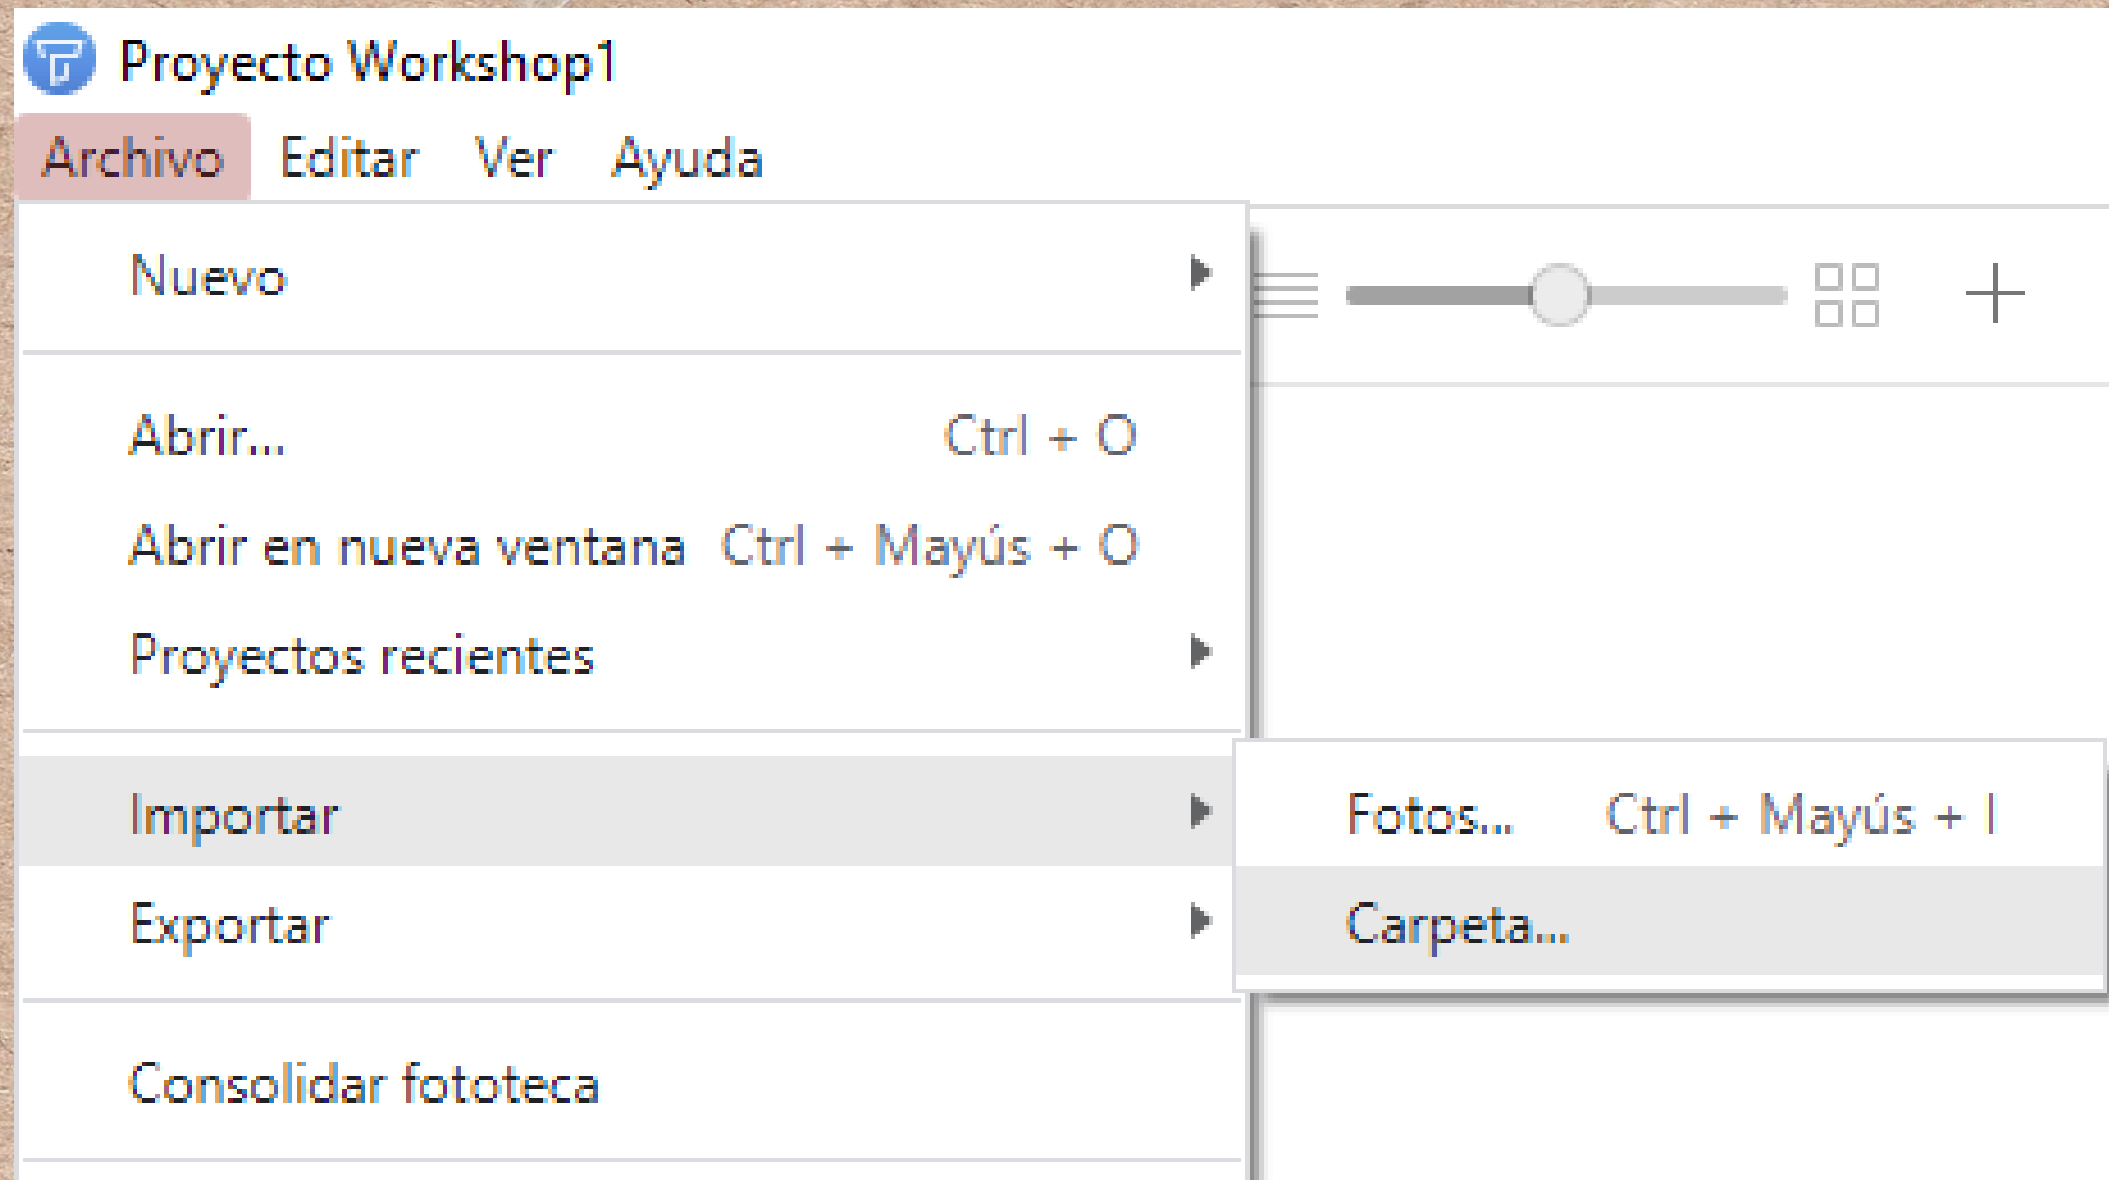 Proyecto Workshop1
Archivo Editar Ver Ayuda
Nuevo
Abrir... Ctrl + O
Abrir en nueva ventana Ctrl + Mayús + O
Proyectos recientes
Importar
Fotos... Ctrl + Mayús + I
Exportar
Carpeta...
Consolidar fototeca